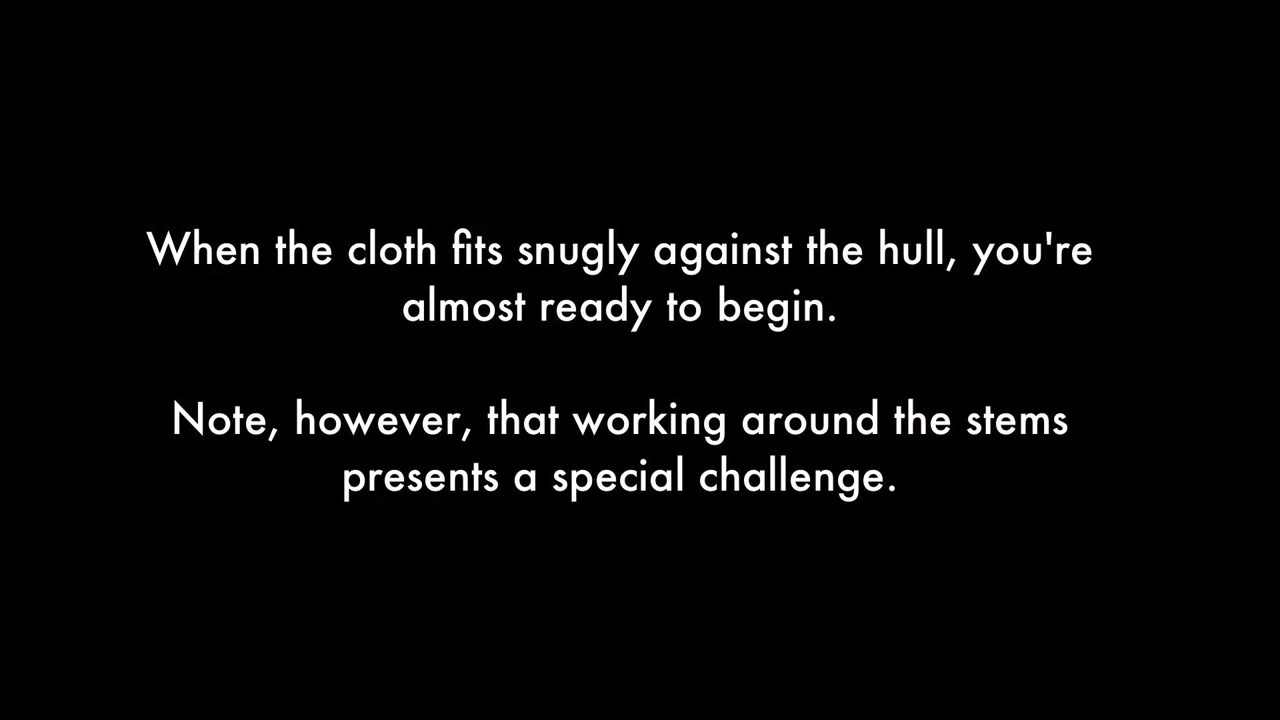 When the cloth fits snugly against the hull, you're
almost ready to begin.
Note, however, that working around the stems
presents a special challenge.